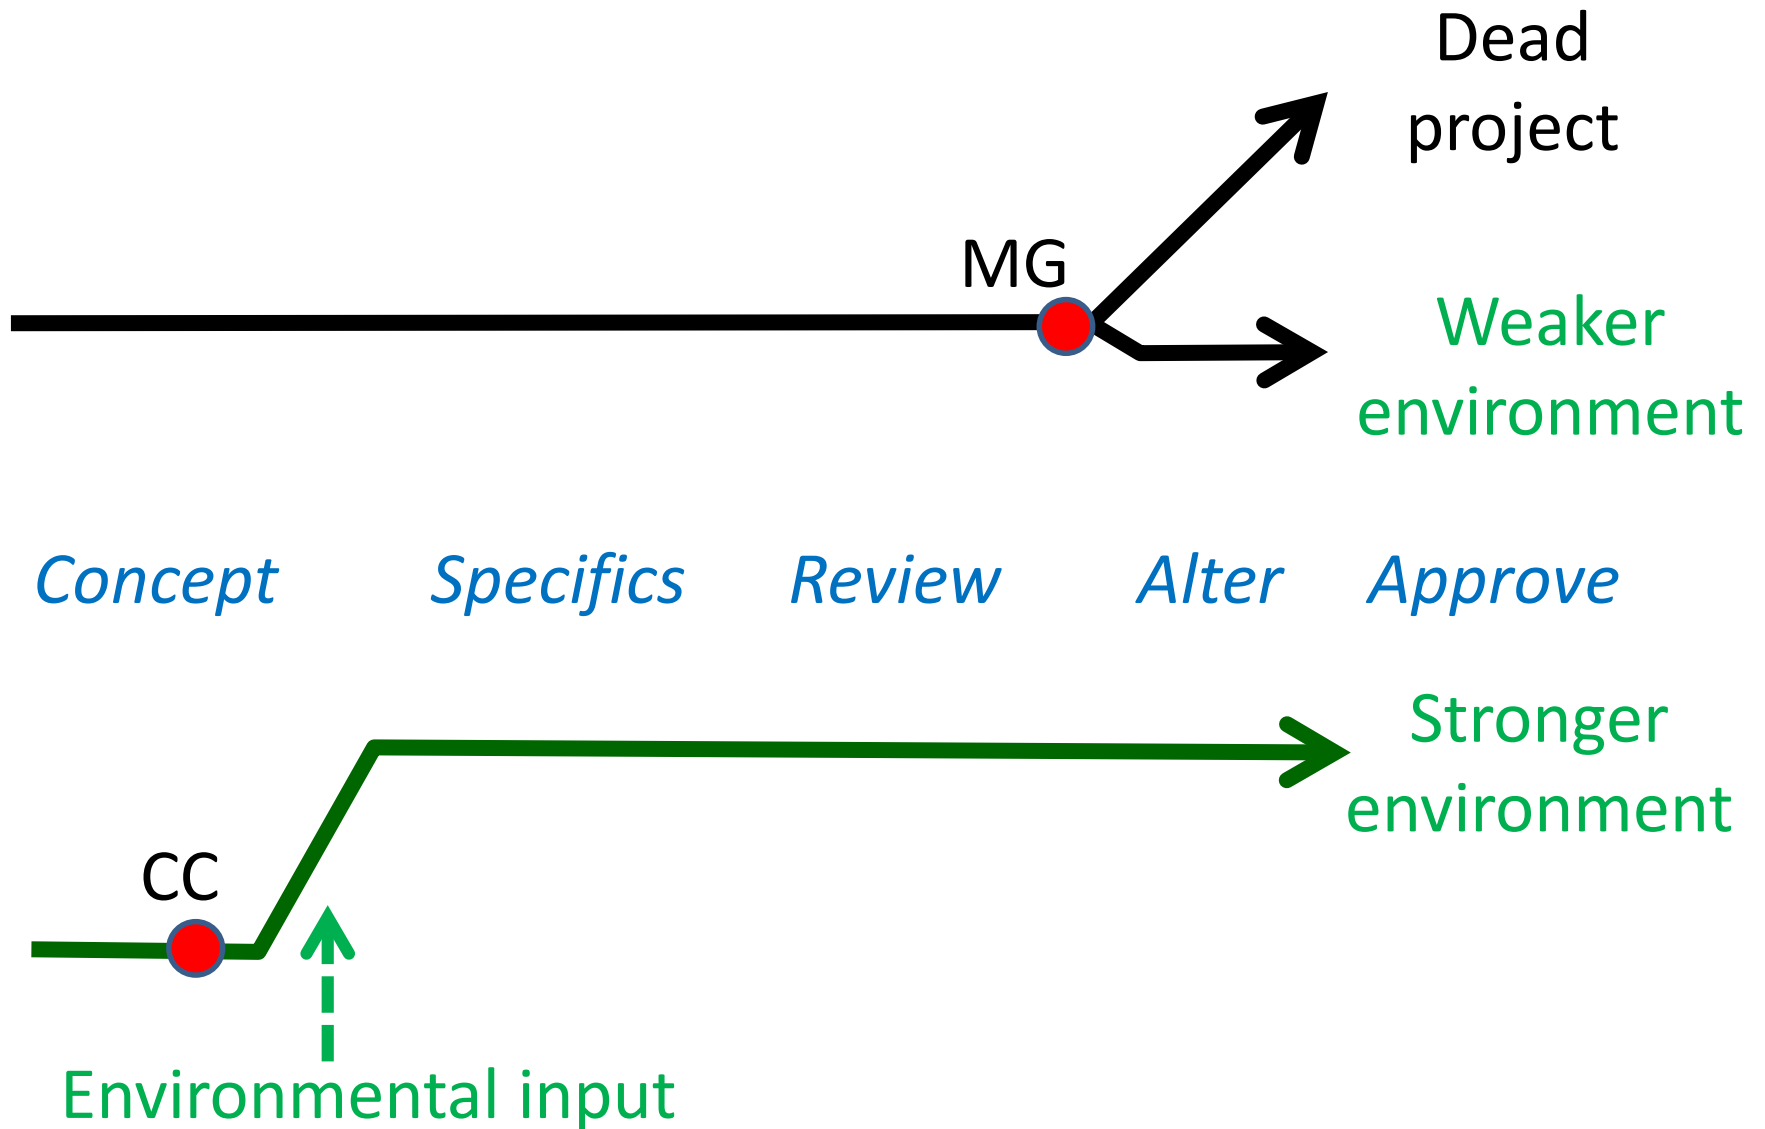 Dead
project
MG
Weaker
environment
Concept Specifics Review Alter Approve
Stronger
environment
CC
Environmental input